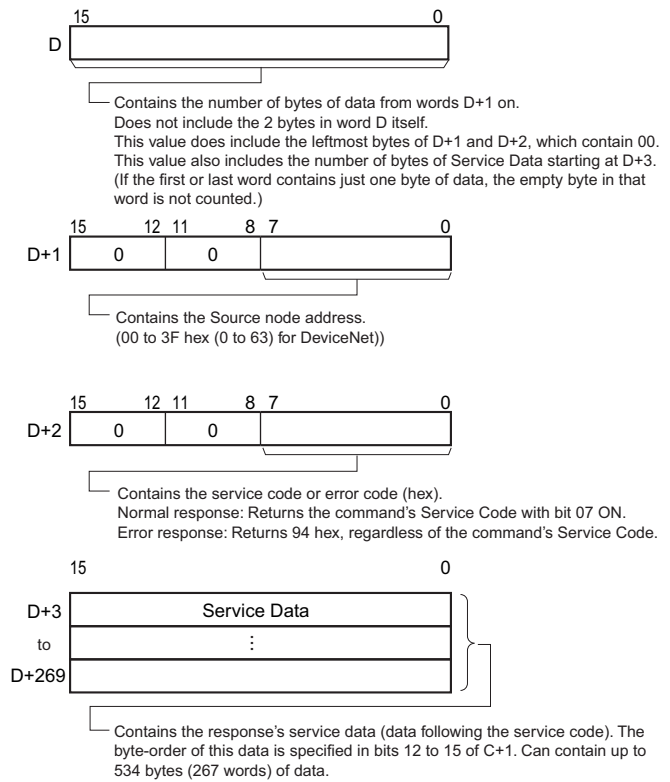 15 0
D
Contains the number of bytes of data from words D+1 on.
Does not include the 2 bytes in word D itself.
This value does include the leftmost bytes of D+1 and D+2, which contain 00.
This value also includes the number of bytes of Service Data starting at D+3.
(If the first or last word contains just one byte of data, the empty byte in that
word is not counted.)
15 12 11 8 7 0
D+1 0 0
Contains the Source node address.
(00 to 3F hex (0 to 63) for DeviceNet))
15 12 11 8 7 0
D+2 0 0
Contains the service code or error code (hex).
Normal response: Returns the command's Service Code with bit 07 ON.
Error response: Returns 94 hex, regardless of the command's Service Code.
15 0
D+3 Service Data
to ⋮
D+269
Contains the response's service data (data following the service code). The
byte-order of this data is specified in bits 12 to 15 of C+1. Can contain up to
534 bytes (267 words) of data.